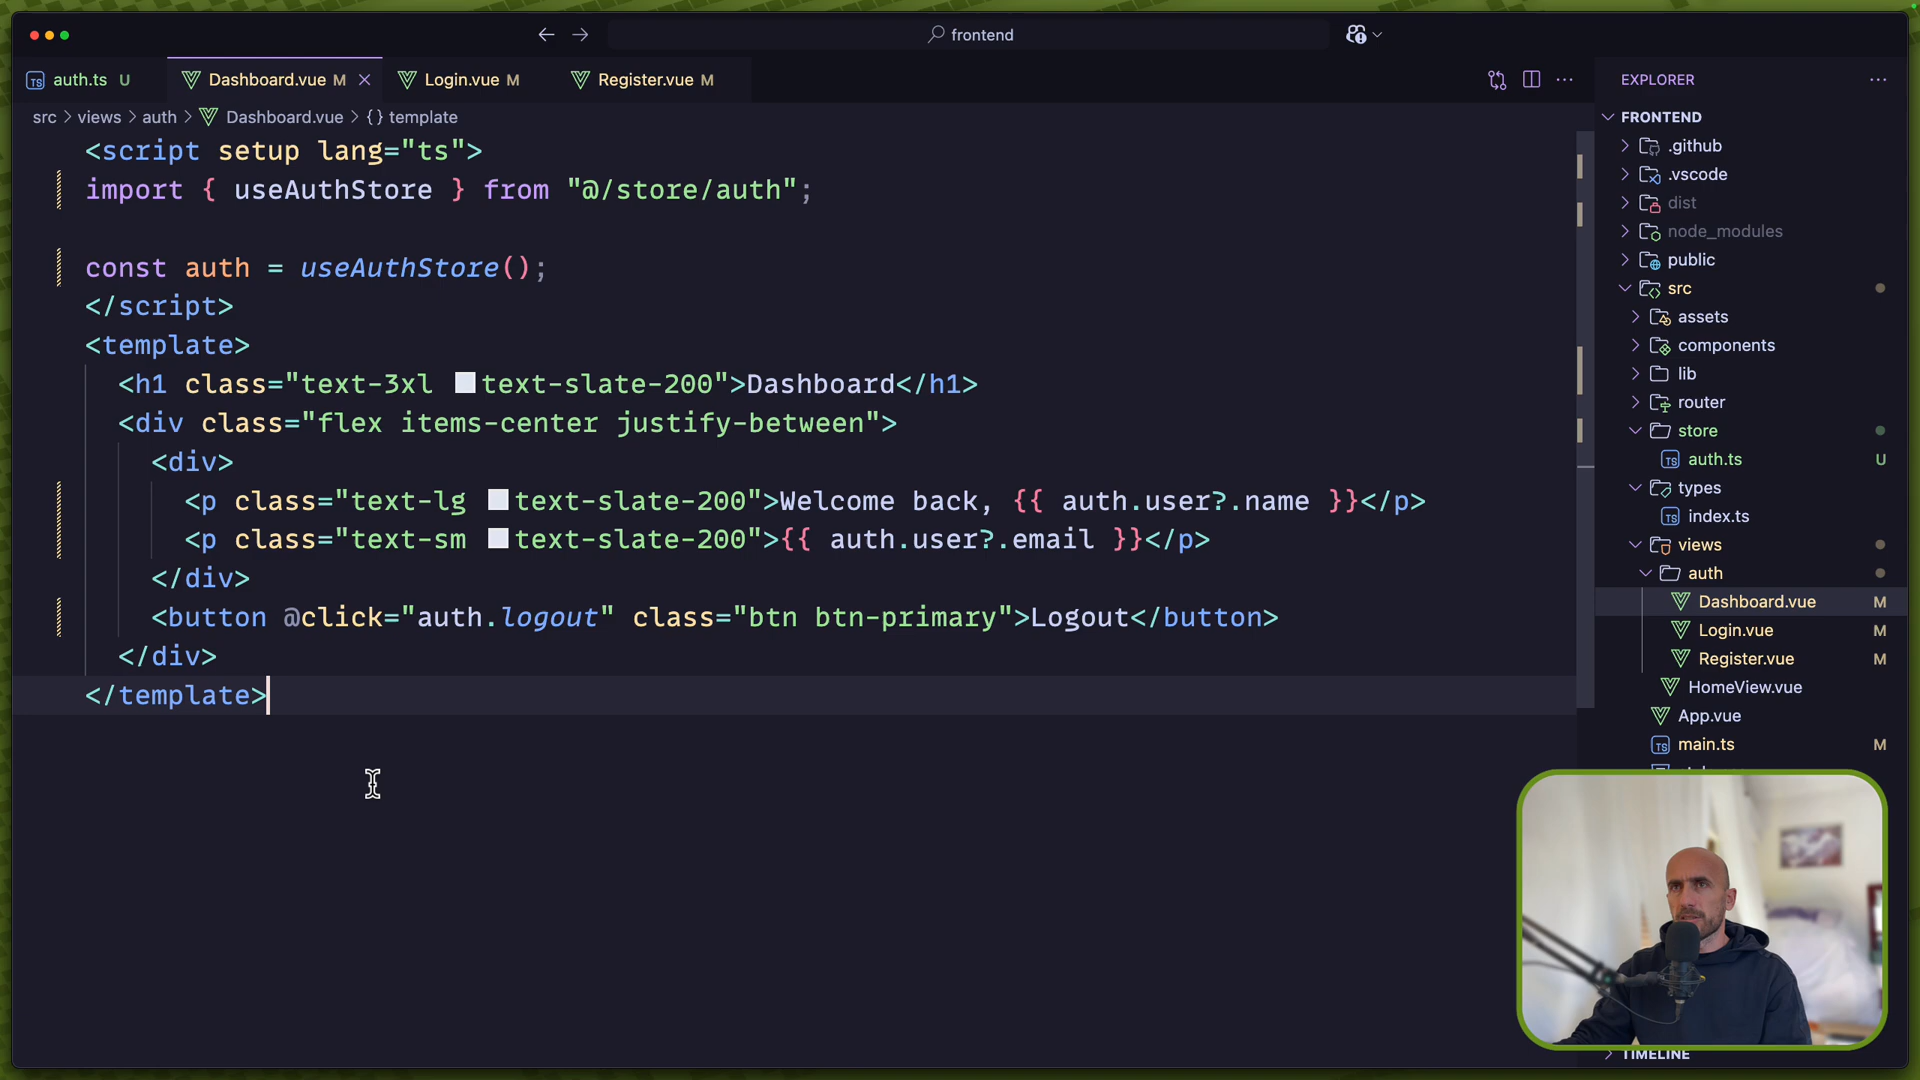 frontend
auth.ts U
Dashboard.vue M
Login.vue M
Register.vue M
src > views > auth > Dashboard.vue > {} template
<script setup lang="ts">
import { useAuthStore } from "@/store/auth";
const auth = useAuthStore();
</script>
<template>
<h1 class="text-3xl text-slate-200">Dashboard</h1>
<div class="flex items-center justify-between">
<div>
<p class="text-lg text-slate-200">Welcome back, {{ auth.user?.name }}</p>
<p class="text-sm text-slate-200">{{ auth.user?.email }}</p>
</div>
<button @click="auth.logout" class="btn btn-primary">Logout</button>
</div>
</template>
EXPLORER
FRONTEND
.github
.vscode
dist
node_modules
public
src
assets
components
lib
router
store
auth.ts U
types
index.ts
views
auth
Dashboard.vue M
Login.vue M
Register.vue M
HomeView.vue
App.vue
main.ts M
TIMELINE